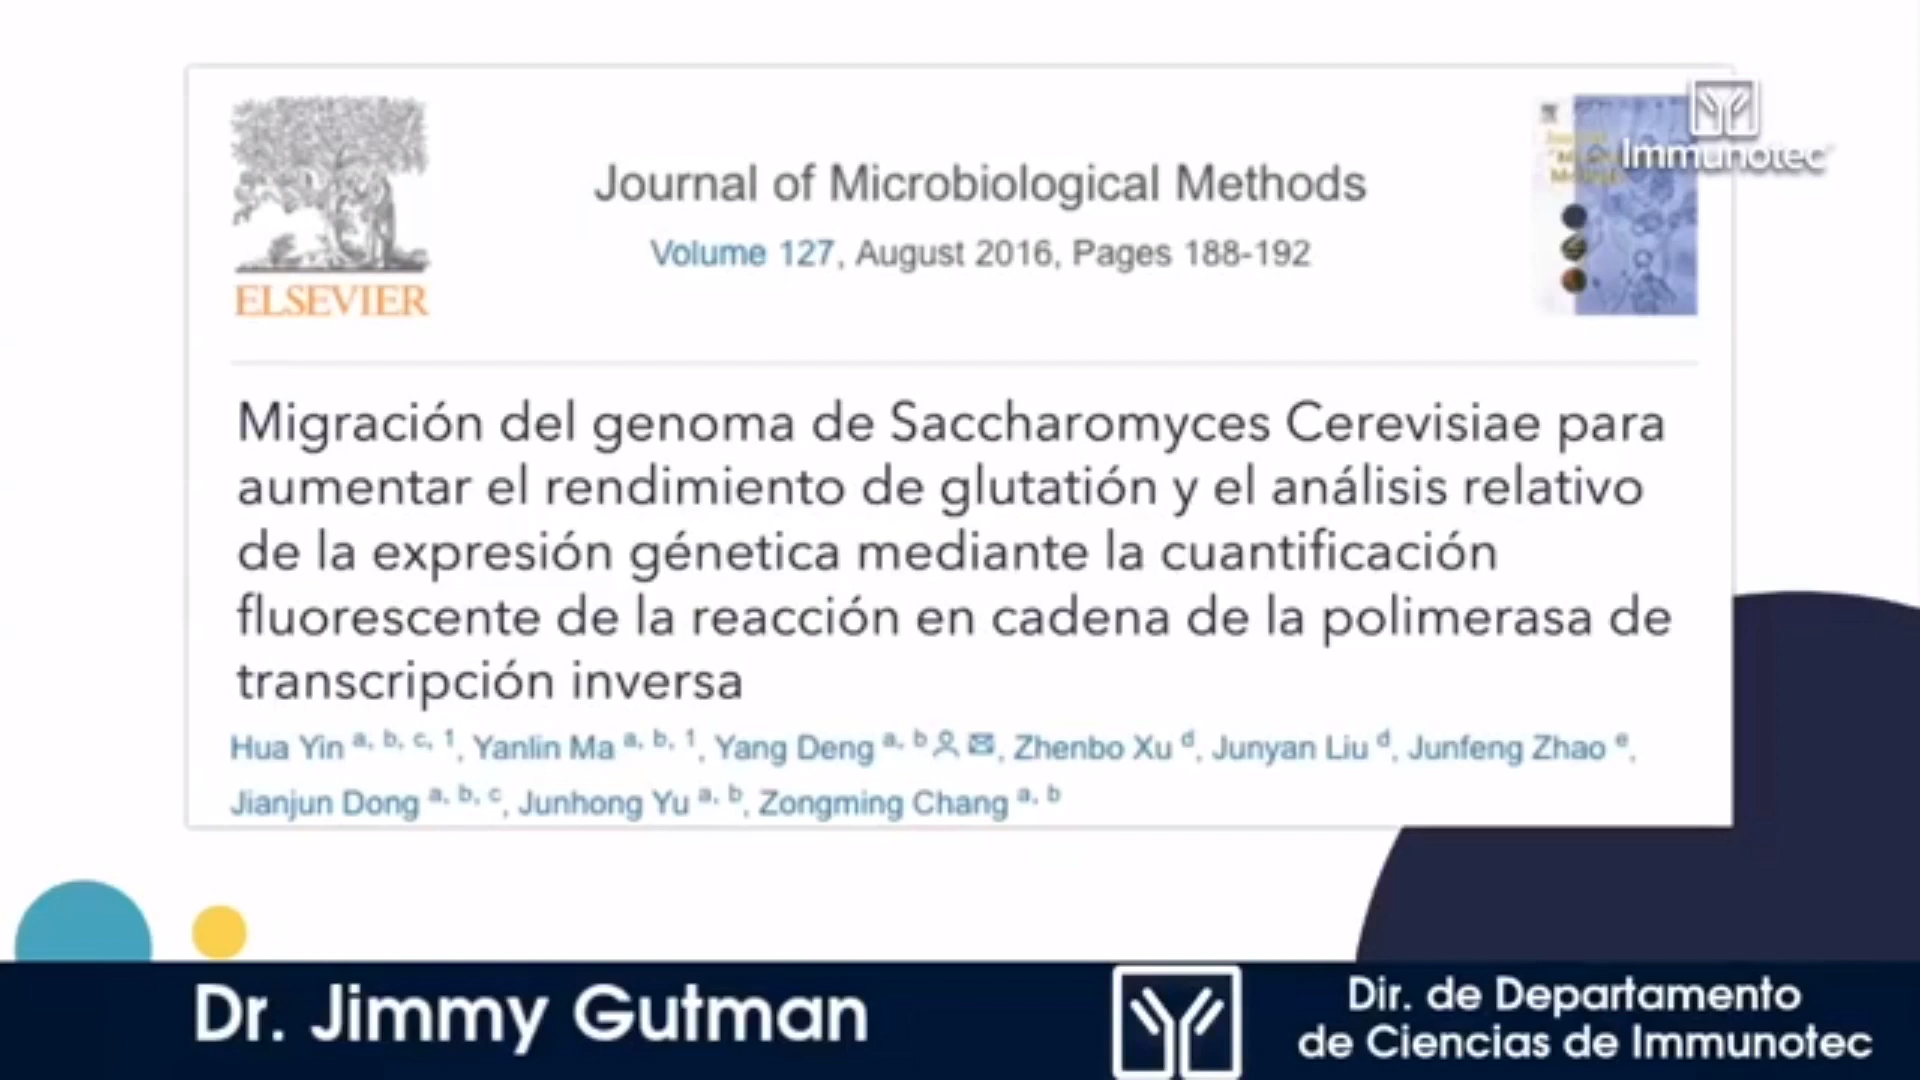 Immunotec
ELSEVIER
Journal of Microbiological Methods
Volume 127, August 2016, Pages 188-192
Migración del genoma de Saccharomyces Cerevisiae para
aumentar el rendimiento de glutatión y el análisis relativo
de la expresión génetica mediante la cuantificación
fluorescente de la reacción en cadena de la polimerasa de
transcripción inversa
Hua Yin a, b, c, 1, Yanlin Ma a, b, 1, Yang Deng a, b, Zhenbo Xu d, Junyan Liu d, Junfeng Zhao e,
Jianjun Dong a, b, c, Junhong Yu a, b, Zongming Chang a, b
Dr. Jimmy Gutman
Dir. de Departamento
de Ciencias de Immunotec